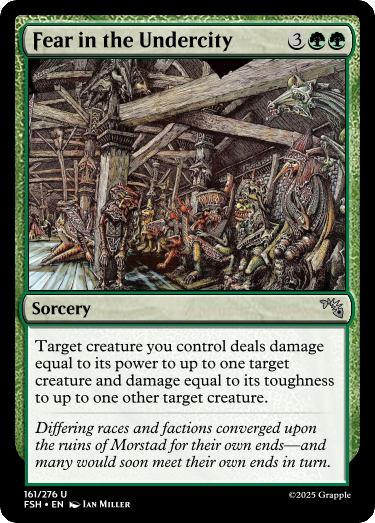 Fear in the Undercity 3
Sorcery
Target creature you control deals damage
equal to its power to up to one target
creature and damage equal to its toughness
to up to one other target creature.
Differing races and factions converged upon
the ruins of Morstad for their own ends—and
many would soon meet their own ends in turn.
161/276 U
FSH • EN Ian Miller
©2025 Grapple